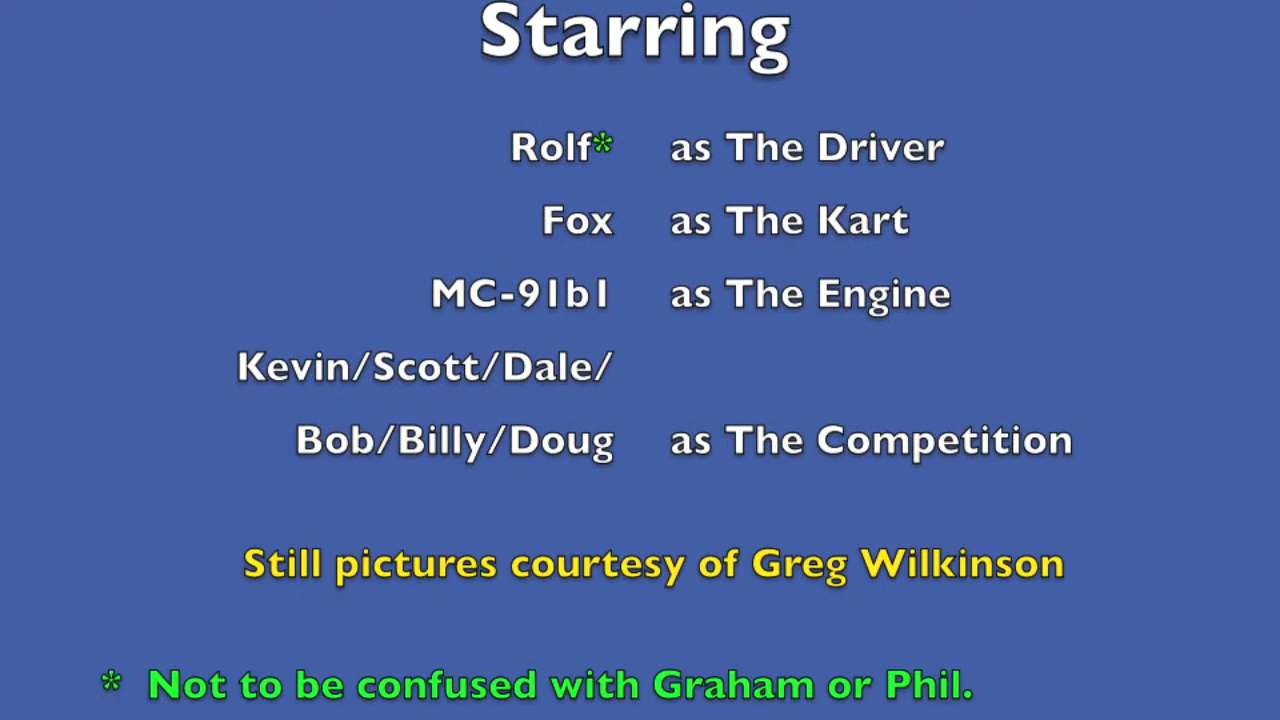 Starring
Rolf* as The Driver
Fox as The Kart
MC-91b1 as The Engine
Kevin/Scott/Dale/
Bob/Billy/Doug as The Competition
Still pictures courtesy of Greg Wilkinson
* Not to be confused with Graham or Phil.